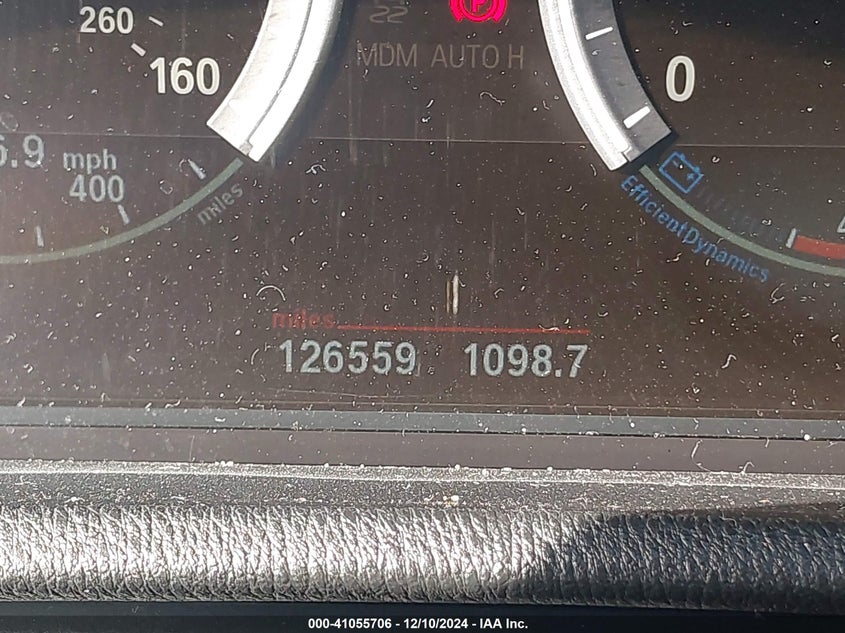 260
160
MDM AUTO H
0
6.9 mph
400
miles
EfficientDynamics
miles
126559 1098.7
000-41055706 - 12/10/2024 - IAA Inc.